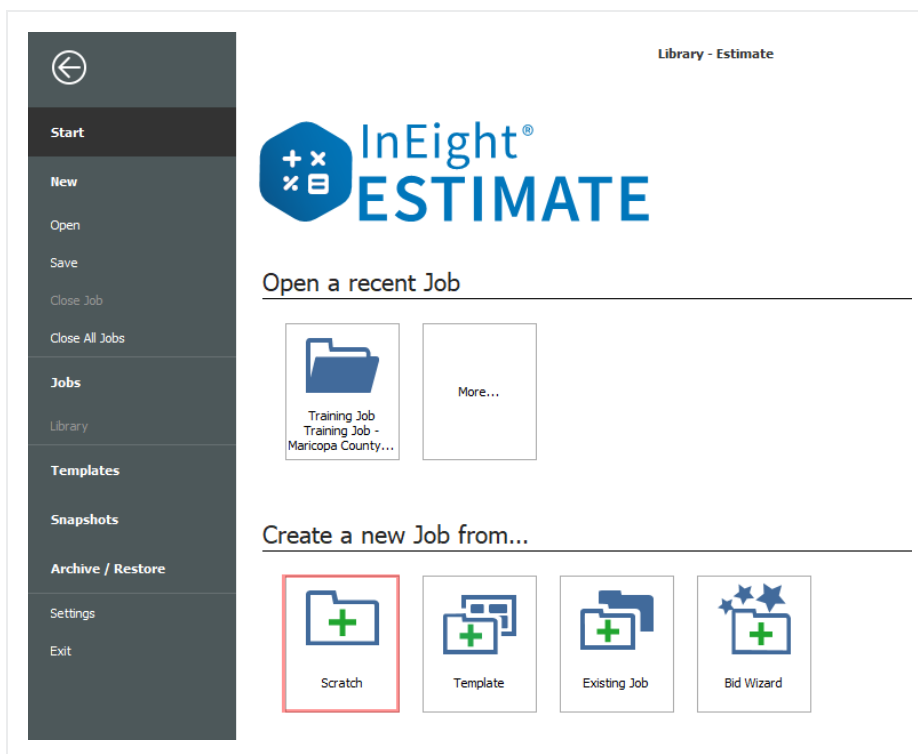 Library - Estimate
Start
New
Open
Save
Close Job
Close All Jobs
Jobs
Library
Templates
Snapshots
Archive / Restore
Settings
Exit
InEight®
ESTIMATE
Open a recent Job
Training Job
Training Job -
Maricopa County...
More...
Create a new Job from...
Scratch
Template
Existing Job
Bid Wizard